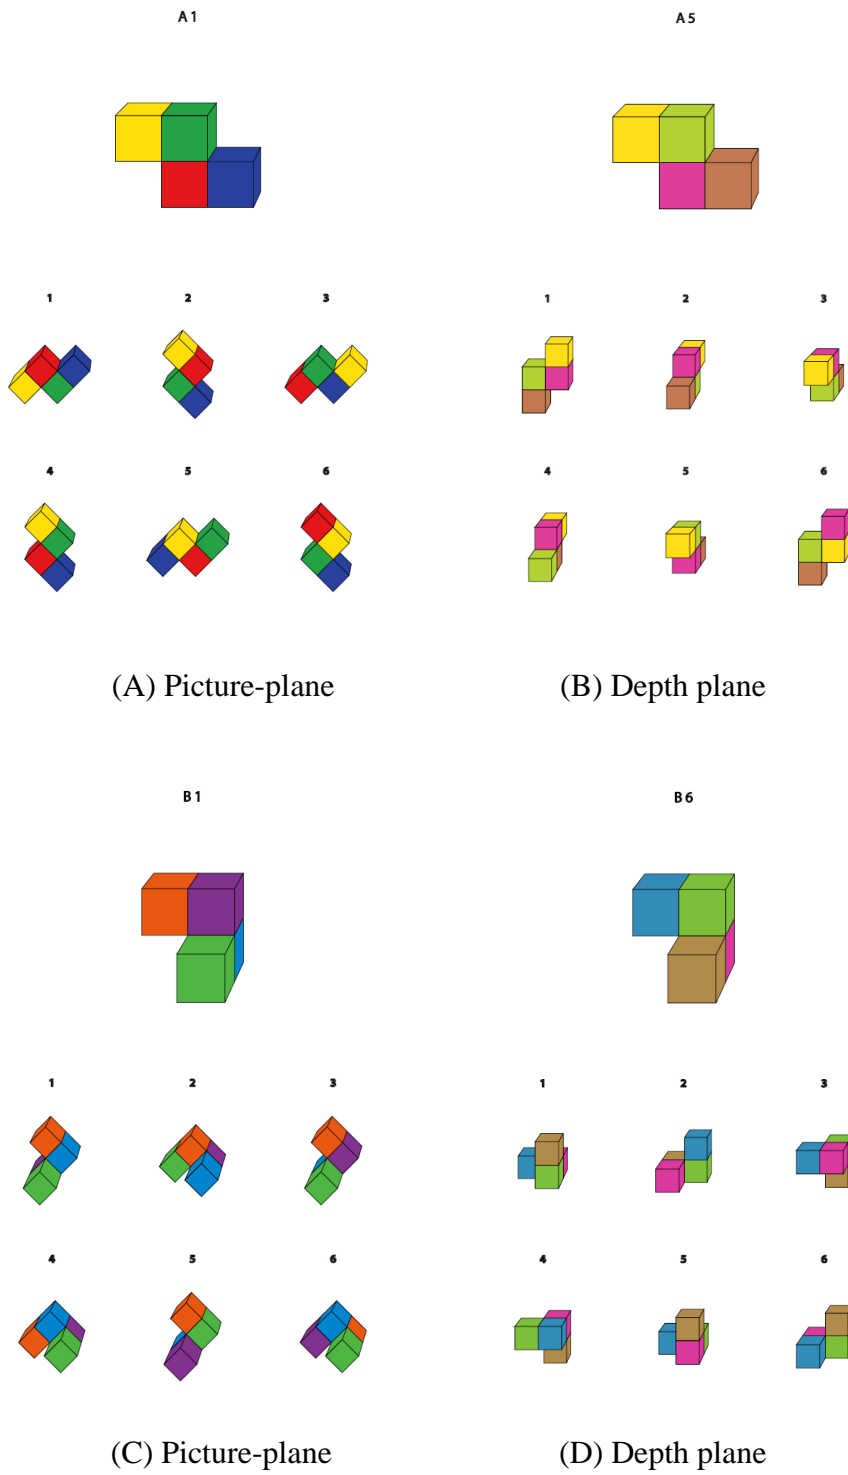 A1 A5
1 2 3 1 2 3
4 5 6 4 5 6
(A) Picture-plane (B) Depth plane
B1 B6
1 2 3 1 2 3
4 5 6 4 5 6
(C) Picture-plane (D) Depth plane